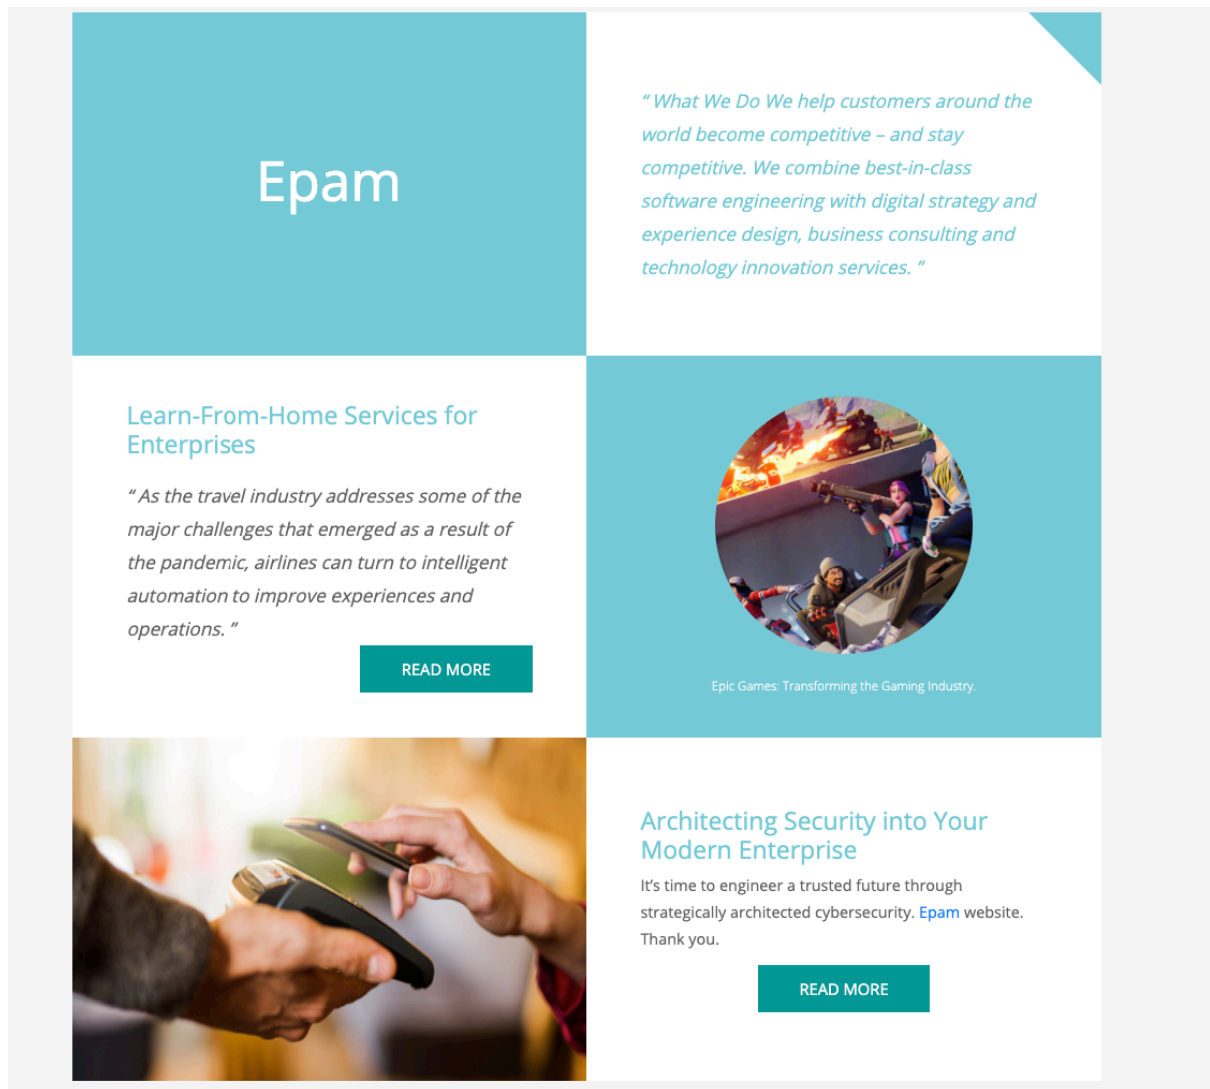 Epam
“ What We Do We help customers around the
world become competitive – and stay
competitive. We combine best-in-class
software engineering with digital strategy and
experience design, business consulting and
technology innovation services. ”
Learn-From-Home Services for
Enterprises
“ As the travel industry addresses some of the
major challenges that emerged as a result of
the pandemic, airlines can turn to intelligent
automation to improve experiences and
operations. ”
READ MORE
Epic Games: Transforming the Gaming Industry.
Architecting Security into Your
Modern Enterprise
It’s time to engineer a trusted future through
strategically architected cybersecurity. Epam website.
Thank you.
READ MORE